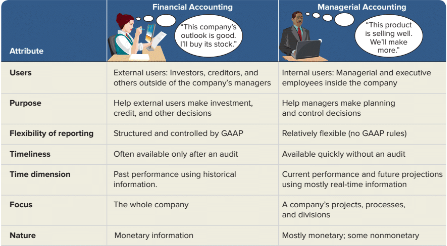 Attribute
Financial Accounting
"This company's
outlook is good.
I'll buy its stock."
Managerial Accounting
"This product
is selling well.
We'll make
more."
Users
External users: Investors, creditors, and
others outside of the company's managers
Internal users: Managerial and executive
employees inside the company
Purpose
Help external users make investment,
credit, and other decisions
Help managers make planning
and control decisions
Flexibility of reporting
Structured and controlled by GAAP
Relatively flexible (no GAAP rules)
Timeliness
Often available only after an audit
Available quickly without an audit
Time dimension
Past performance using historical
information.
Current performance and future projections
using mostly real-time information
Focus
The whole company
A company's projects, processes,
and divisions
Nature
Monetary information
Mostly monetary; some nonmonetary